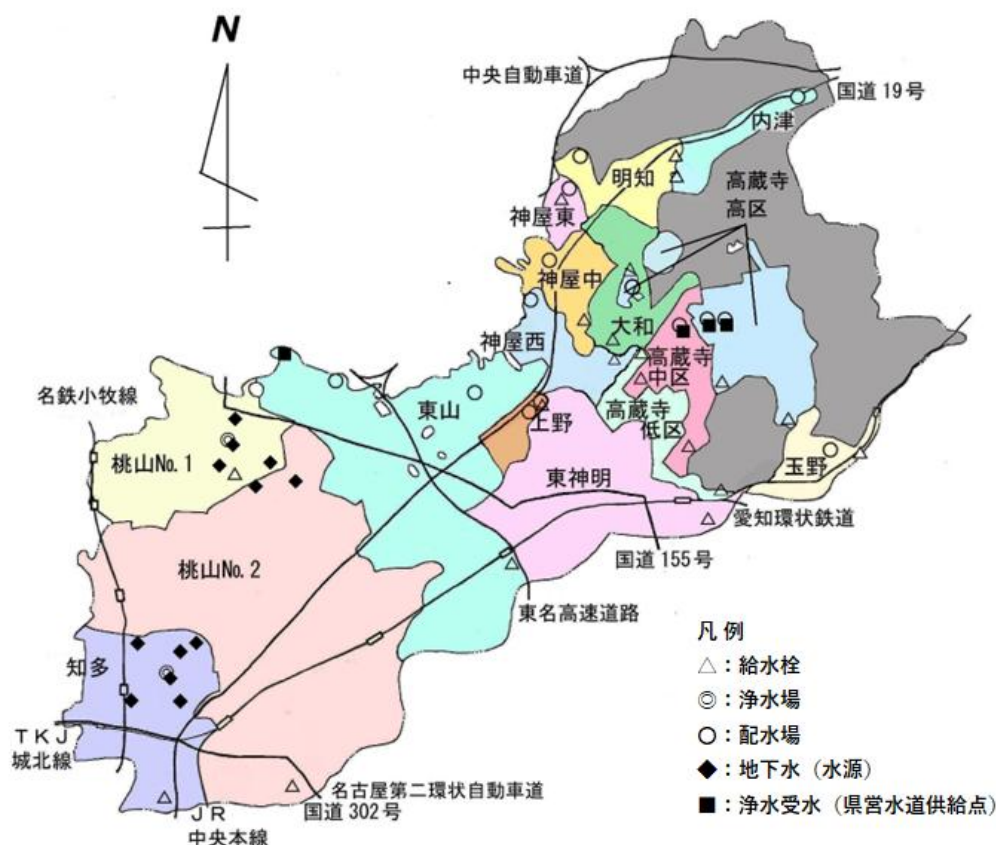 N
中央自動車道
国道19号
内津
明知
高蔵寺
高区
神屋東
神屋中
大和
神屋西
高蔵寺
中区
名鉄小牧線
東山
上野
高蔵寺
低区
玉野
桃山No.1
東神明
愛知環状鉄道
国道155号
桃山No.2
東名高速道路
知多
TKJ
城北線
名古屋第二環状自動車道
国道302号
JR
中央本線
凡例
△：給水栓
◎：浄水場
○：配水場
◆：地下水（水源）
■：浄水受水（県営水道供給点）